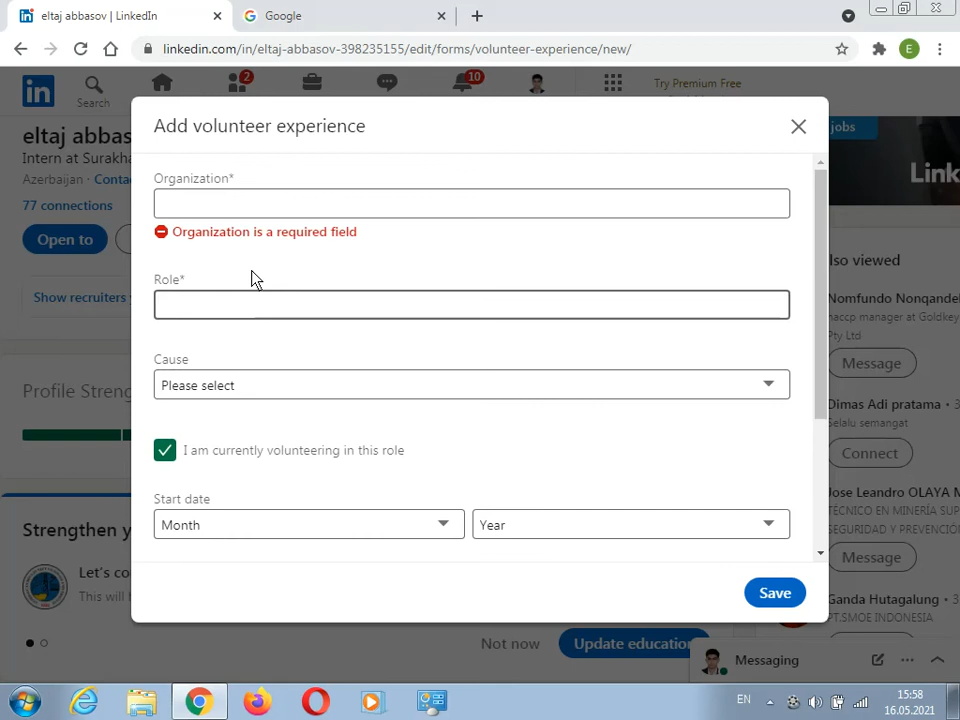 eltaj abbasov | LinkedIn
Google
linkedin.com/in/eltaj-abbasov-398235155/edit/forms/volunteer-experience/new/
E
in
Search
2
10
Try Premium Free
eltaj abbas
Intern at Surakha
Azerbaijan · Conta
77 connections
Open to
Show recruiters
Profile Streng
Strengthen y
Let's co
This will
Add volunteer experience
Organization*
Organization is a required field
Role*
Cause
Please select
I am currently volunteering in this role
Start date
Month
Year
Save
Not now
Update education
jobs
Link
lso viewed
Nomfundo Nonqande
haccp manager at Goldkey
Pty Ltd
Message
Dimas Adi pratama • 3
Selalu semangat
Connect
Jose Leandro OLAYA M
TÉCNICO EN MINERÍA SUP
SEGURIDAD Y PREVENCIÓ
Message
Ganda Hutagalung • 3
PT.SMOE INDONESIA
Messaging
EN
15:58
16.05.2021